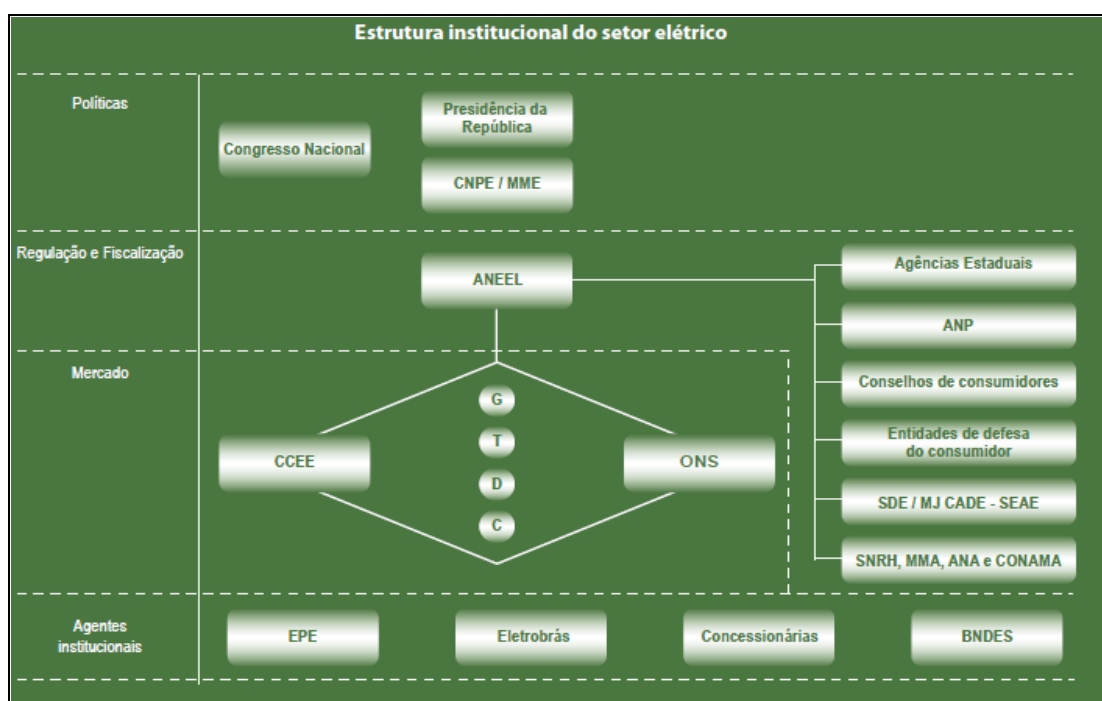 Estrutura institucional do setor elétrico
Políticas
Congresso Nacional
Presidência da
República
CNPE / MME
Regulação e Fiscalização
ANEEL
Agências Estaduais
ANP
Conselhos de consumidores
Entidades de defesa
do consumidor
SDE / MJ CADE - SEAE
SNRH, MMA, ANA e CONAMA
Mercado
CCEE
G
T
D
C
ONS
Agentes
institucionais
EPE
Eletrobrás
Concessionárias
BNDES